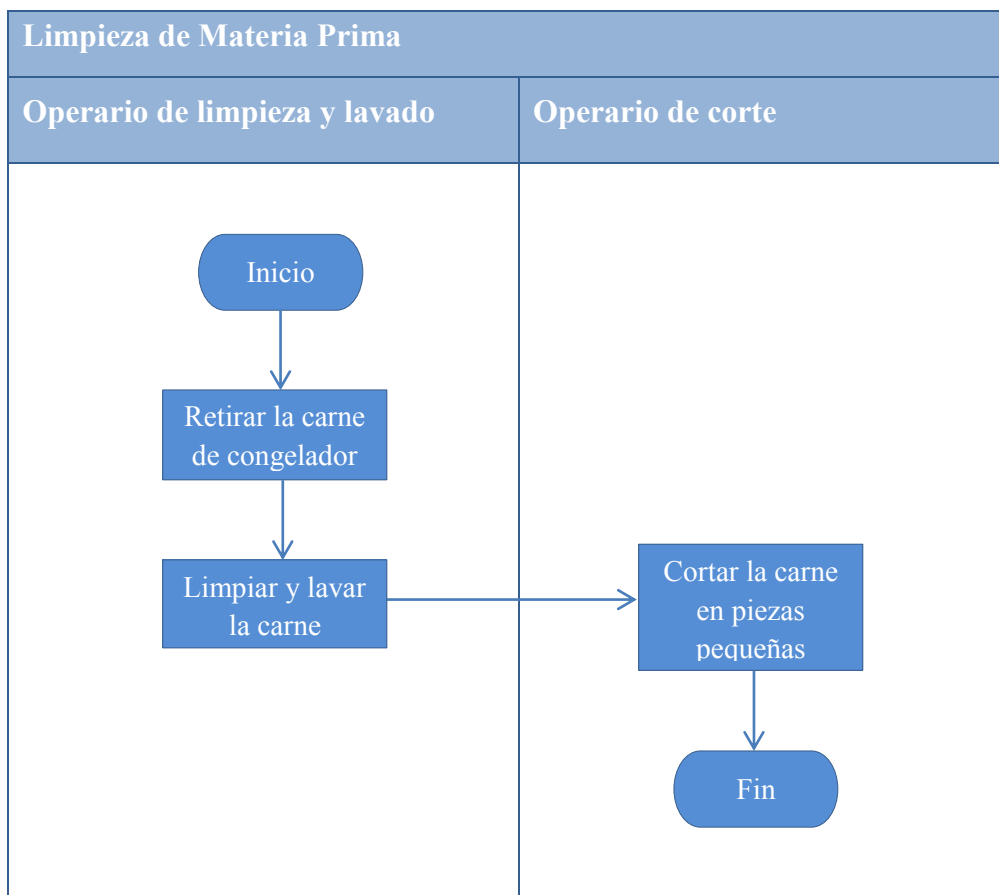 Limpieza de Materia Prima
Operario de limpieza y lavado
Operario de corte
Inicio
Retirar la carne
de congelador
Limpiar y lavar
la carne
Cortar la carne
en piezas
pequeñas
Fin